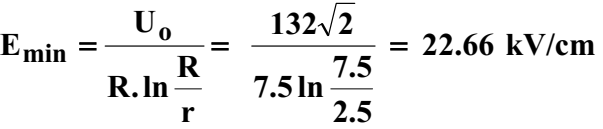 E_min = U_o / (R.ln R/r) = 132√2 / (7.5 ln 7.5/2.5) = 22.66 kV/cm